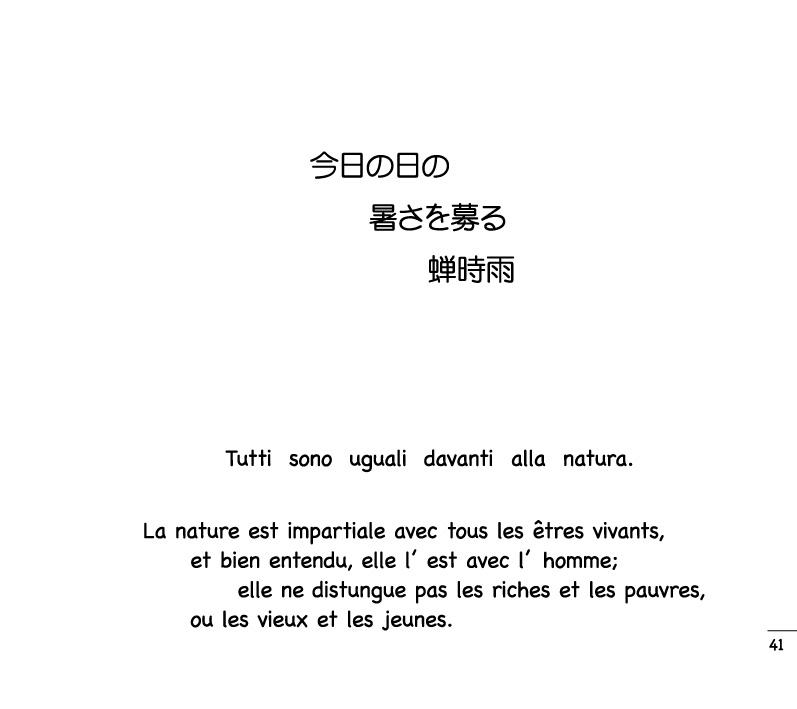 今日の日の
暑さを募る
蝉時雨
Tutti sono uguali davanti alla natura.
La nature est impartiale avec tous les êtres vivants,
et bien entendu, elle l’ est avec l’ homme;
elle ne distungue pas les riches et les pauvres,
ou les vieux et les jeunes.
41